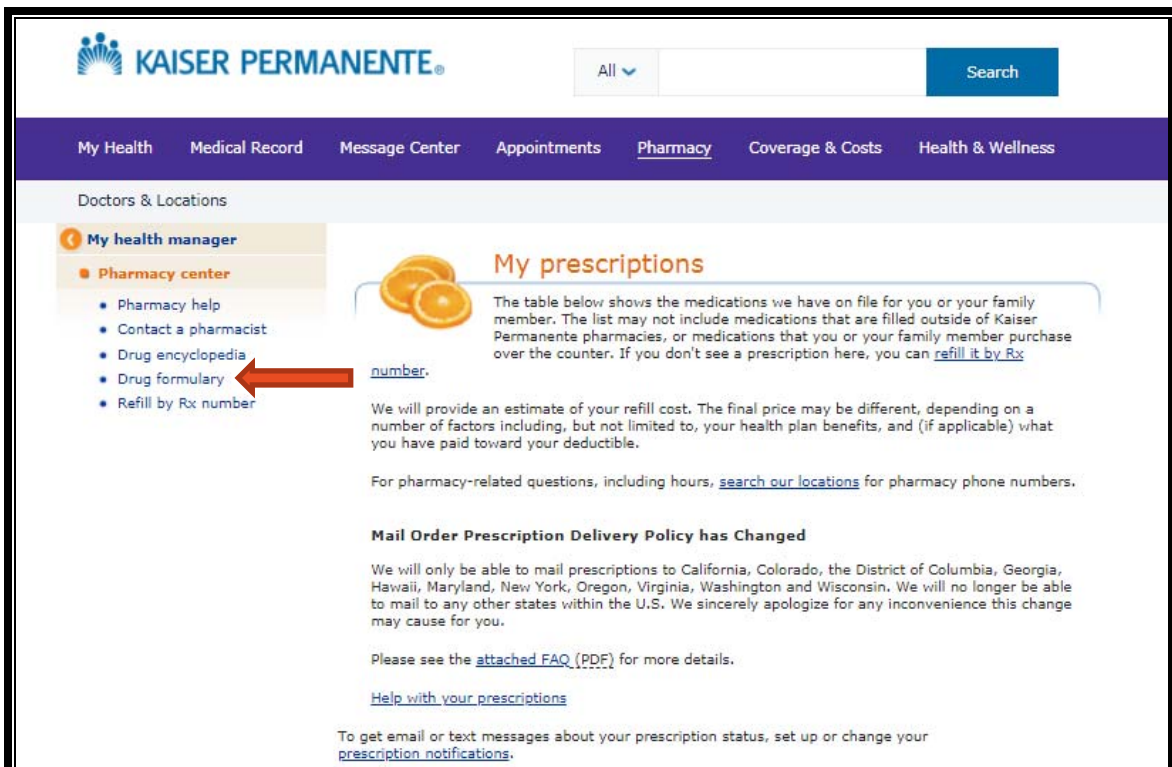 KAISER PERMANENTE®
All
Search
My Health Medical Record Message Center Appointments Pharmacy Coverage & Costs Health & Wellness
Doctors & Locations
My health manager
Pharmacy center
Pharmacy help
Contact a pharmacist
Drug encyclopedia
Drug formulary
Refill by Rx number
My prescriptions
The table below shows the medications we have on file for you or your family
member. The list may not include medications that are filled outside of Kaiser
Permanente pharmacies, or medications that you or your family member purchase
over the counter. If you don't see a prescription here, you can refill it by Rx
number.
We will provide an estimate of your refill cost. The final price may be different, depending on a
number of factors including, but not limited to, your health plan benefits, and (if applicable) what
you have paid toward your deductible.
For pharmacy-related questions, including hours, search our locations for pharmacy phone numbers.
Mail Order Prescription Delivery Policy has Changed
We will only be able to mail prescriptions to California, Colorado, the District of Columbia, Georgia,
Hawaii, Maryland, New York, Oregon, Virginia, Washington and Wisconsin. We will no longer be able
to mail to any other states within the U.S. We sincerely apologize for any inconvenience this change
may cause for you.
Please see the attached FAQ (PDF) for more details.
Help with your prescriptions
To get email or text messages about your prescription status, set up or change your
prescription notifications.